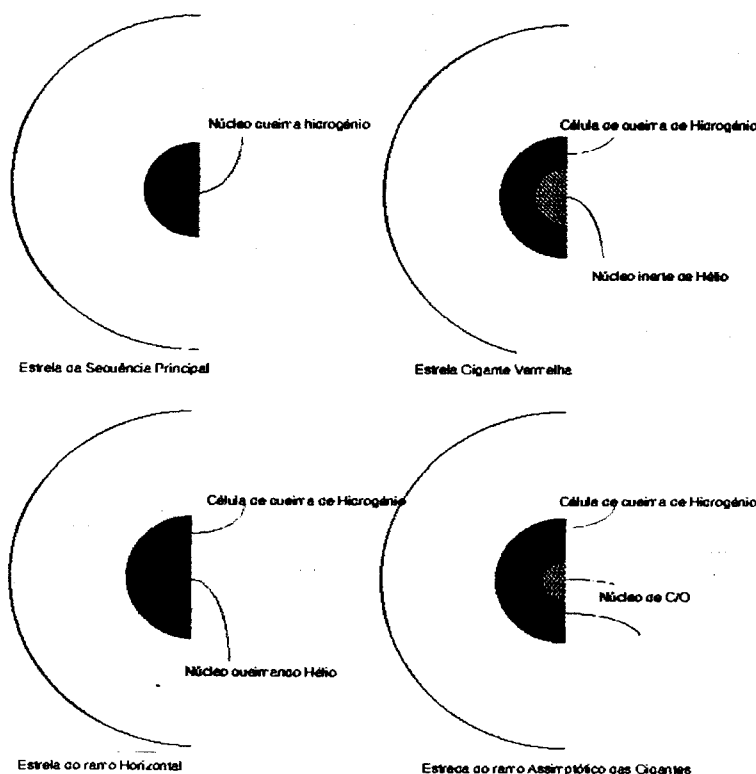 Núcleo queima hidrogénio
Célula de queima de Hidrogénio
Núcleo inerte de Hélio
Estrela da Sequência Principal
Estrela Gigante Vermelha
Célula de queima de Hidrogénio
Célula de queima de Hidrogénio
Núcleo de C/O
Núcleo queimando Hélio
Estrela do ramo Horizontal
Estrada do ramo Assimptótico das Gigantes